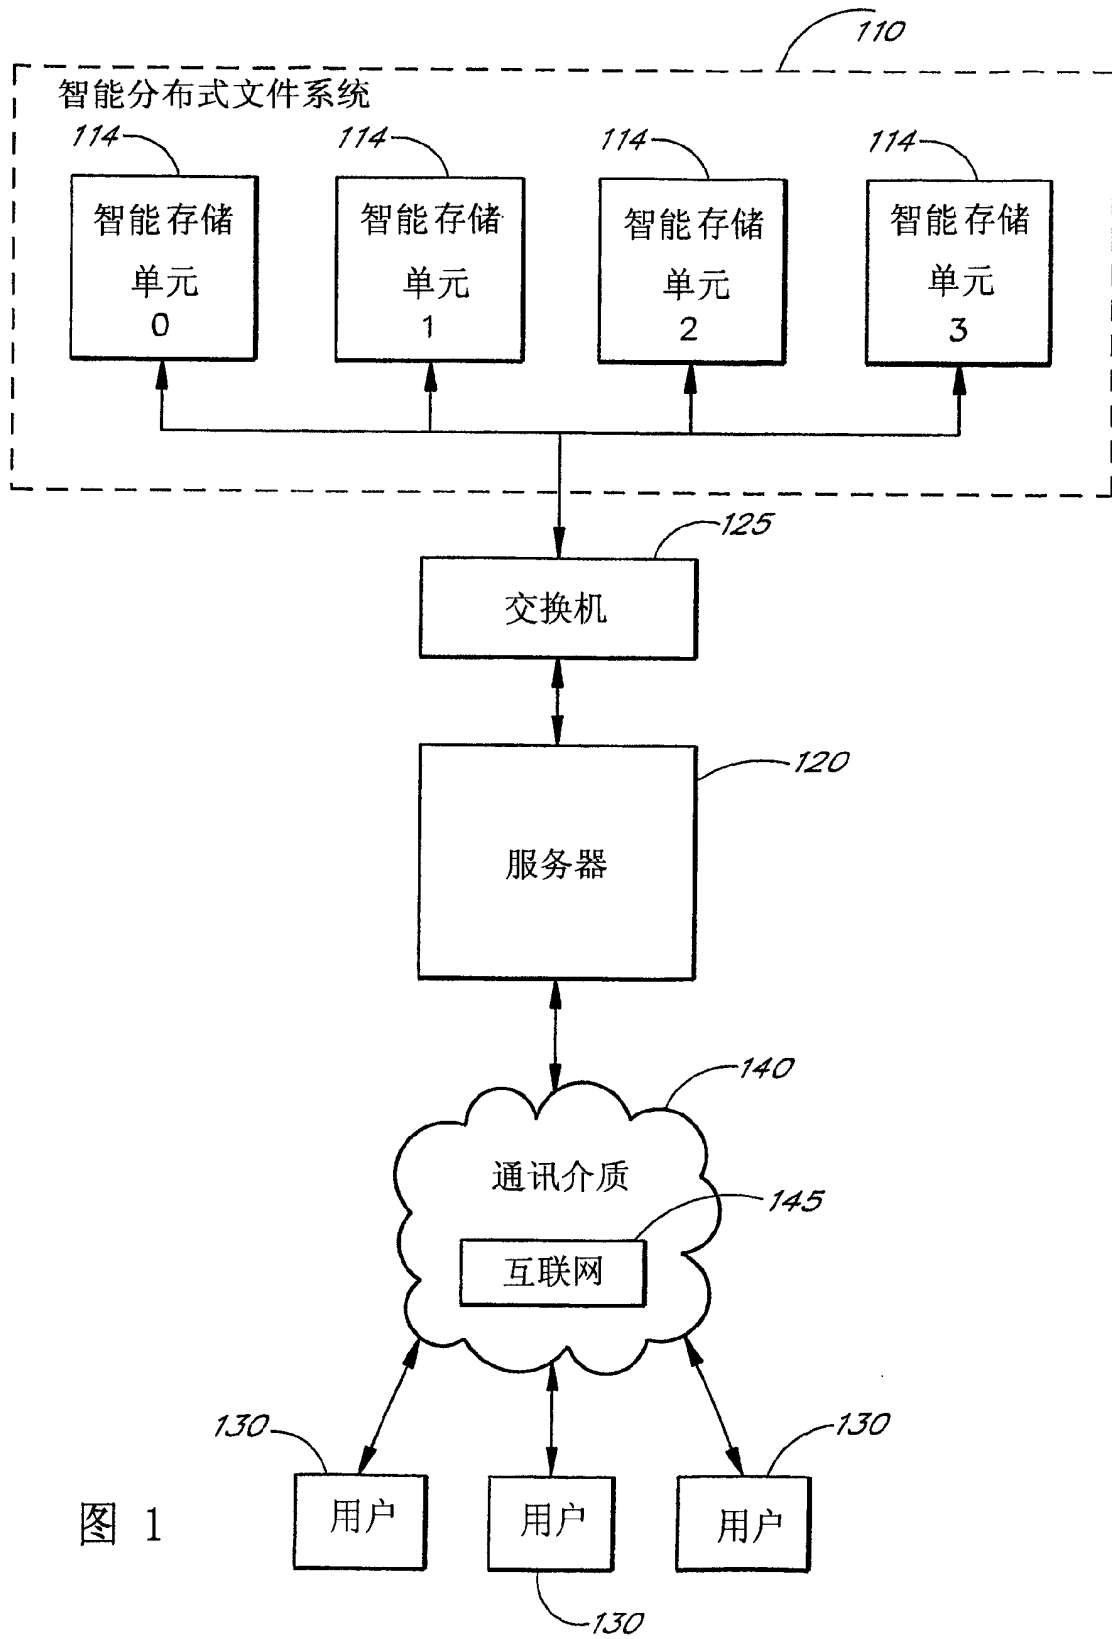 110
智能分布式文件系统
114 114 114 114
智能存储 智能存储 智能存储 智能存储
单元 单元 单元 单元
0 1 2 3
125
交换机
120
服务器
140
通讯介质
145
互联网
130 130
用户 用户 用户
130
图 1